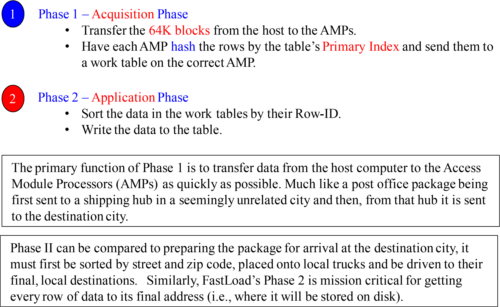 1 Phase 1 – Acquisition Phase
• Transfer the 64K blocks from the host to the AMPs.
• Have each AMP hash the rows by the table's Primary Index and send them to
a work table on the correct AMP.
2 Phase 2 – Application Phase
• Sort the data in the work tables by their Row-ID.
• Write the data to the table.
The primary function of Phase 1 is to transfer data from the host computer to the Access
Module Processors (AMPs) as quickly as possible. Much like a post office package being
first sent to a shipping hub in a seemingly unrelated city and then, from that hub it is sent
to the destination city.
Phase II can be compared to preparing the package for arrival at the destination city, it
must first be sorted by street and zip code, placed onto local trucks and be driven to their
final, local destinations. Similarly, FastLoad's Phase 2 is mission critical for getting
every row of data to its final address (i.e., where it will be stored on disk).